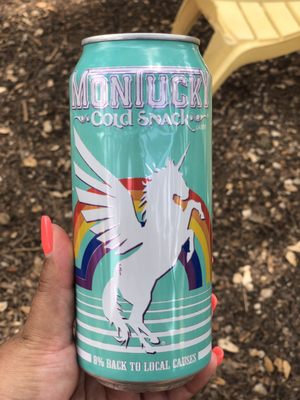 MONTUCKY
Cold Snack
8% BACK TO LOCAL CAUSES